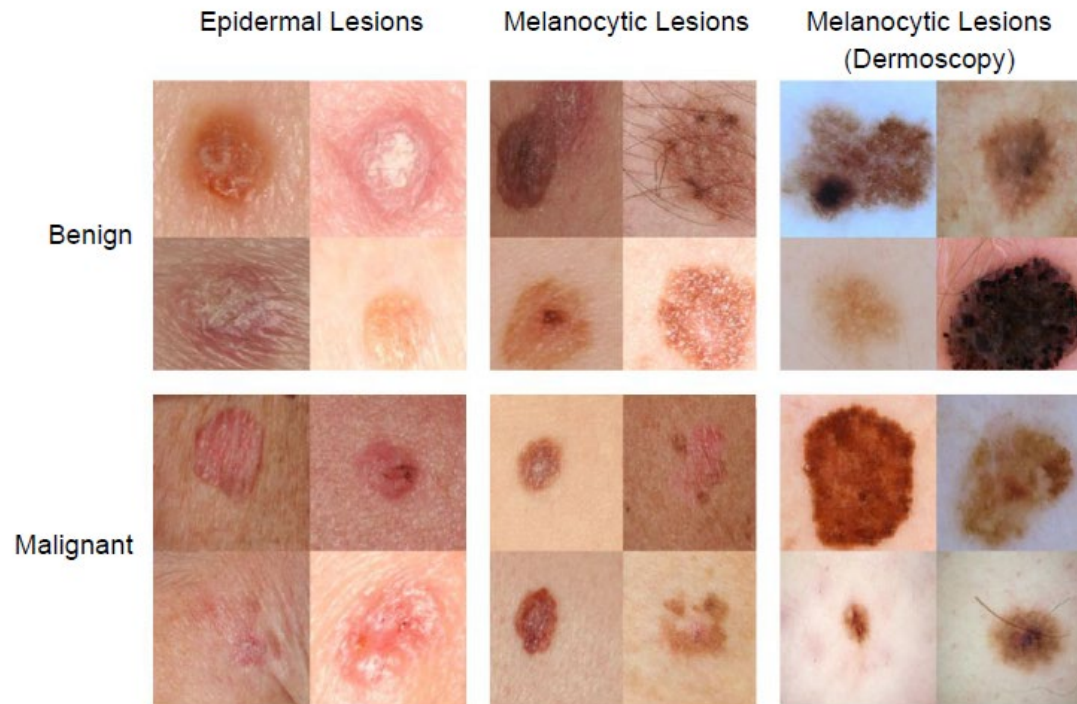 Epidermal Lesions
Melanocytic Lesions
Melanocytic Lesions
(Dermoscopy)
Benign
Malignant